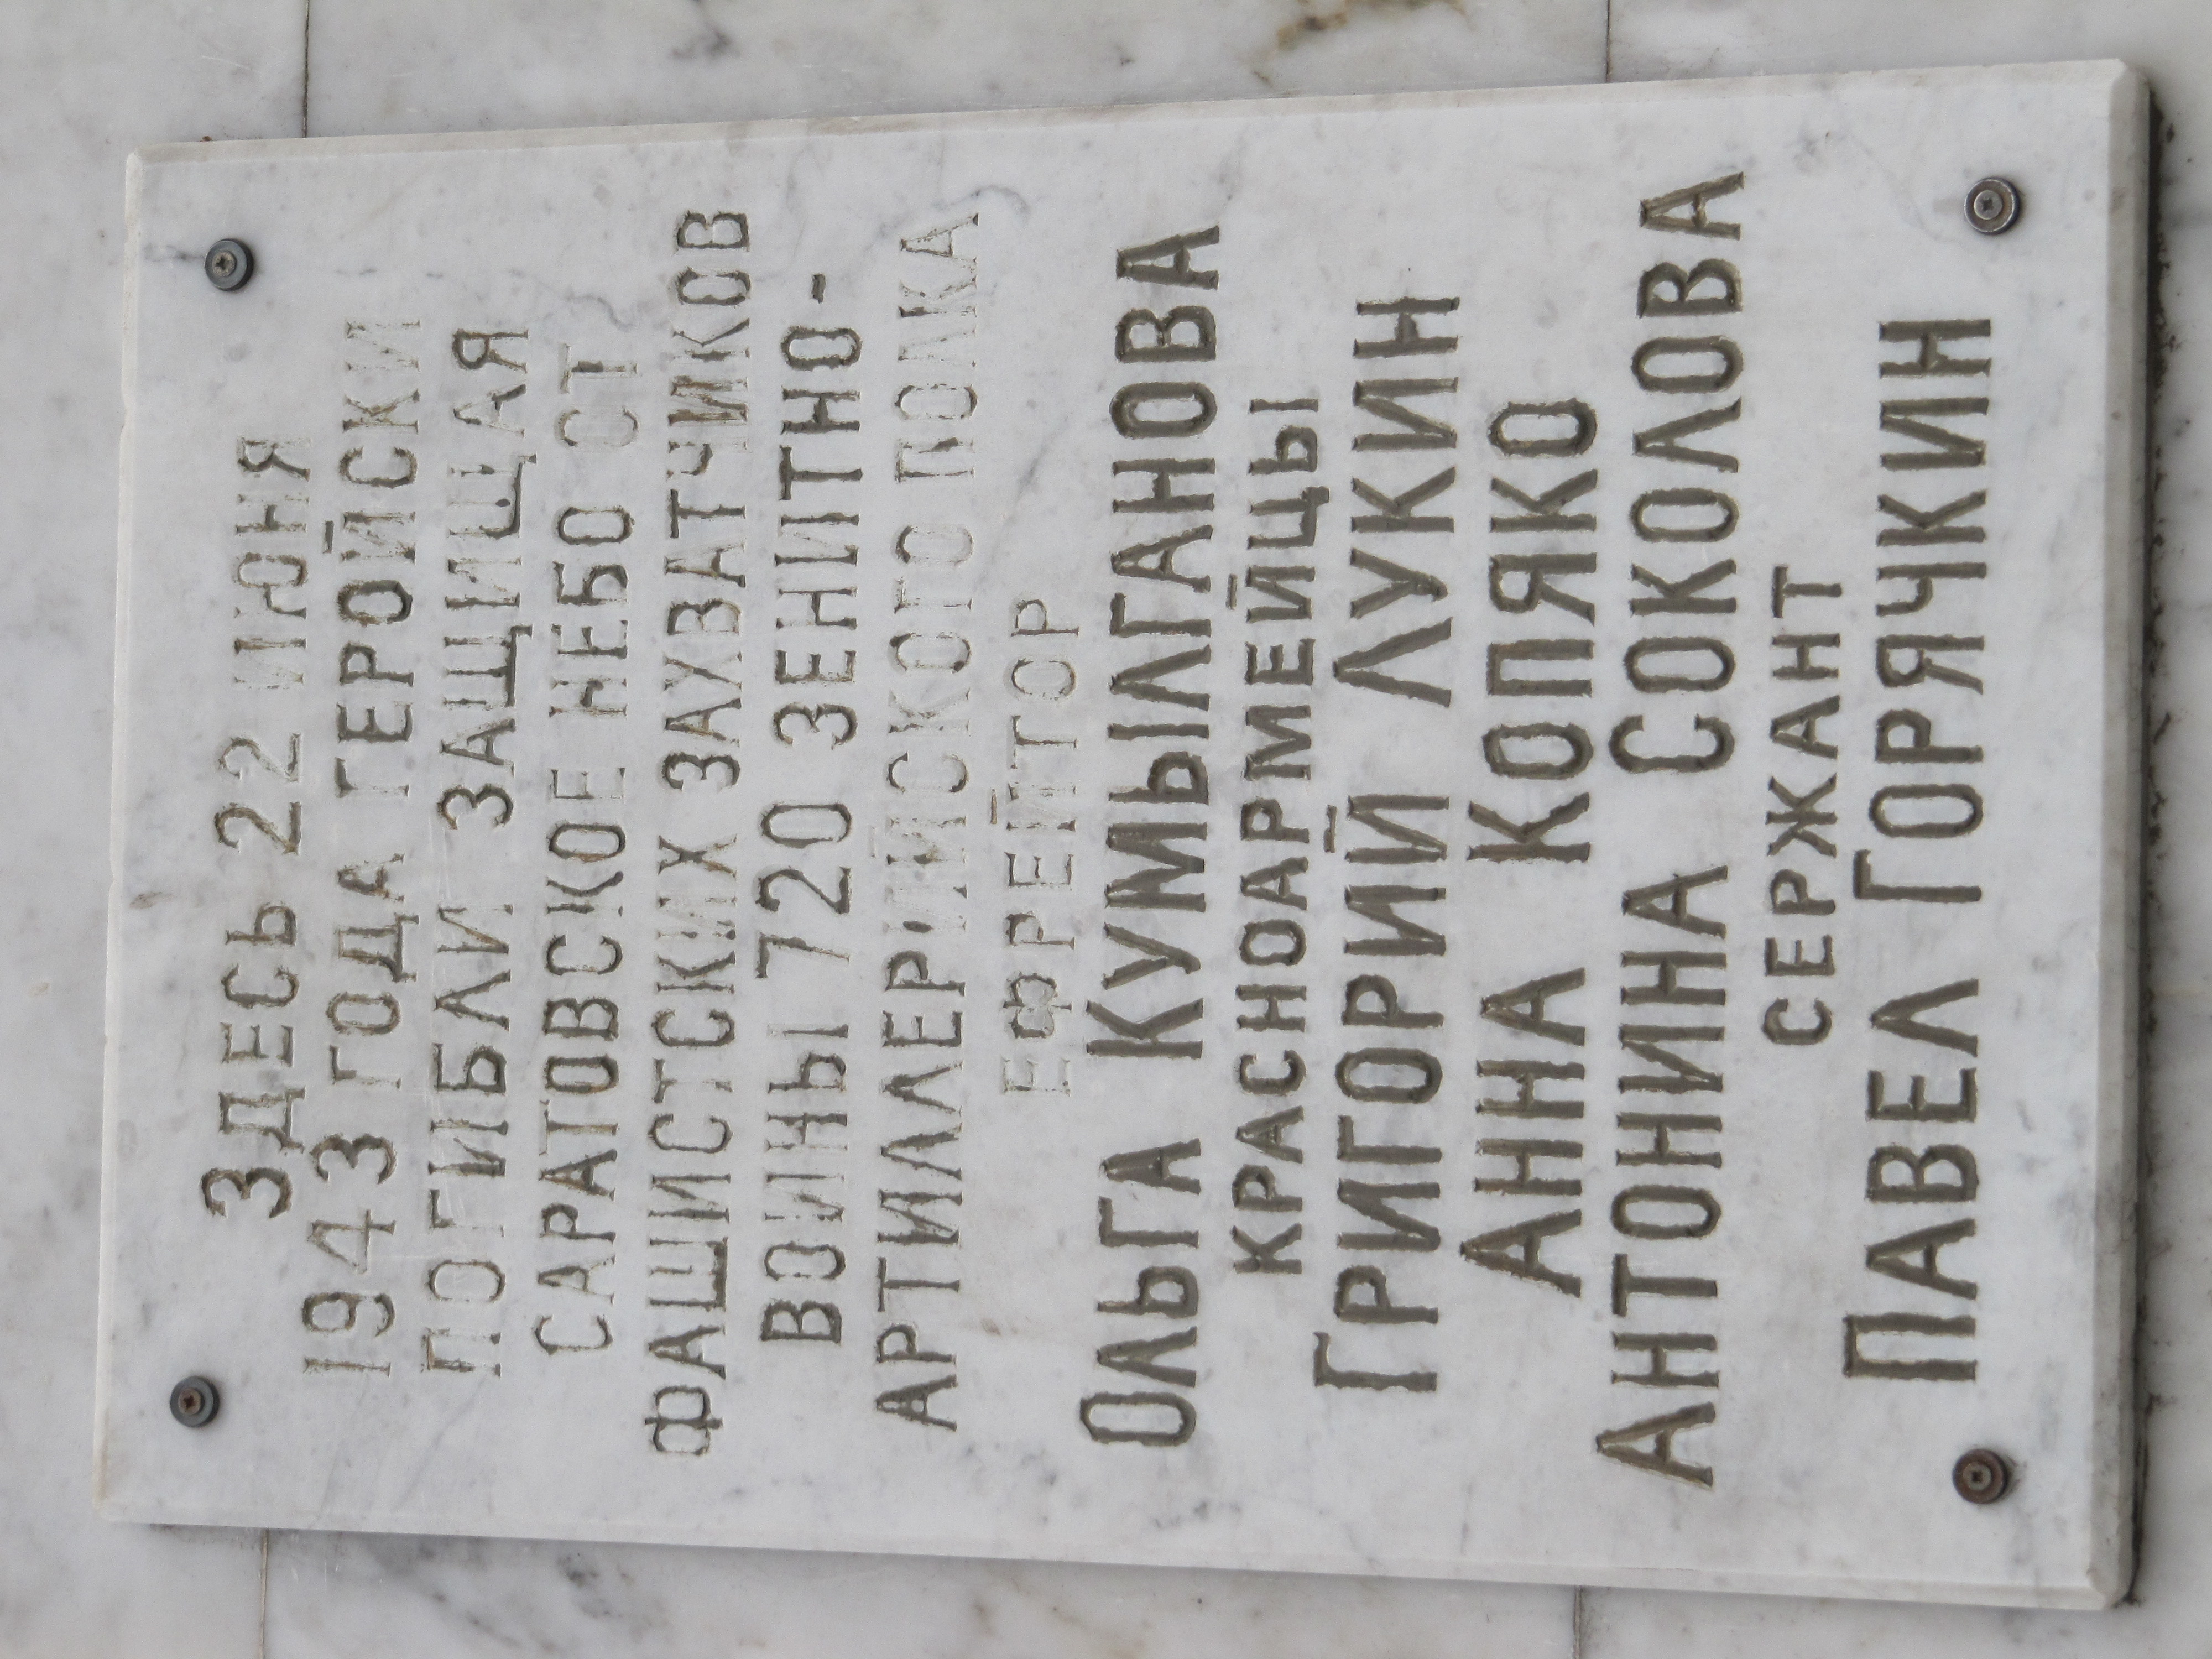 ЗДЕСЬ 22 ИЮНЯ
1943 ГОДА ГЕРОЙСКИ
ПОГИБЛИ ЗАЩИЩАЯ
САРАТОВСКОЕ НЕБО ОТ
ФАШИСТСКИХ ЗАХВАТЧИКОВ
ВОИНЫ 720 ЗЕНИТНО-
АРТИЛЛЕРИЙСКОГО ПОЛКА
ЕФРЕЙТОР
ОЛЬГА КУМЫЛГАНОВА
КРАСНОАРМЕЙЦЫ
ГРИГОРИЙ ЛУКИН
АННА КОПЯКО
АНТОНИНА СОКОЛОВА
СЕРЖАНТ
ПАВЕЛ ГОРЯЧКИН